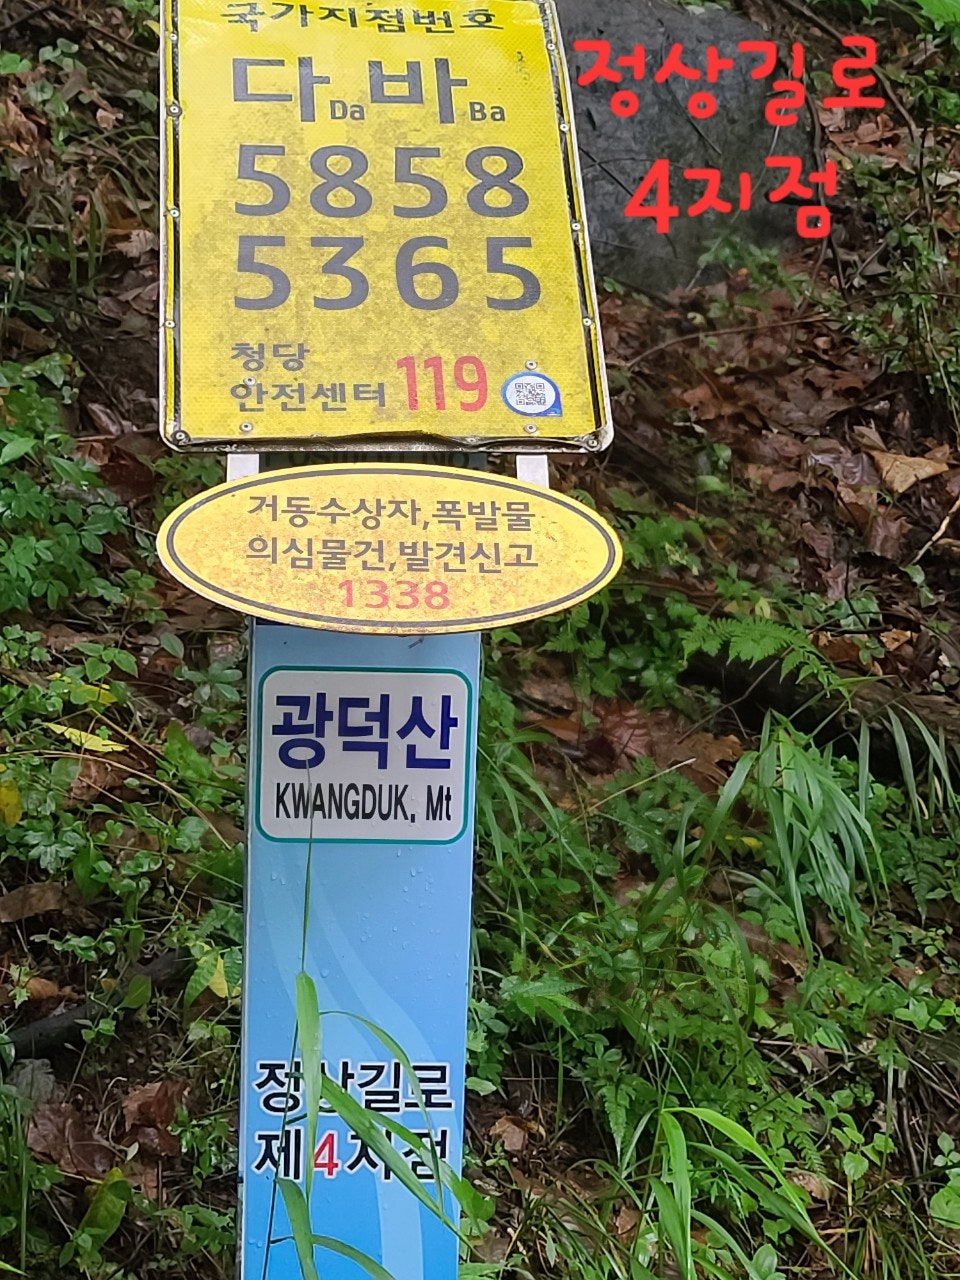 국가지점번호
다Da바Ba
5858
5365
청당
안전센터 119
정상길로
4지점
거동수상자,폭발물
의심물건,발견신고
1338
광덕산
KWANGDUK, Mt
정상길로
제4지점